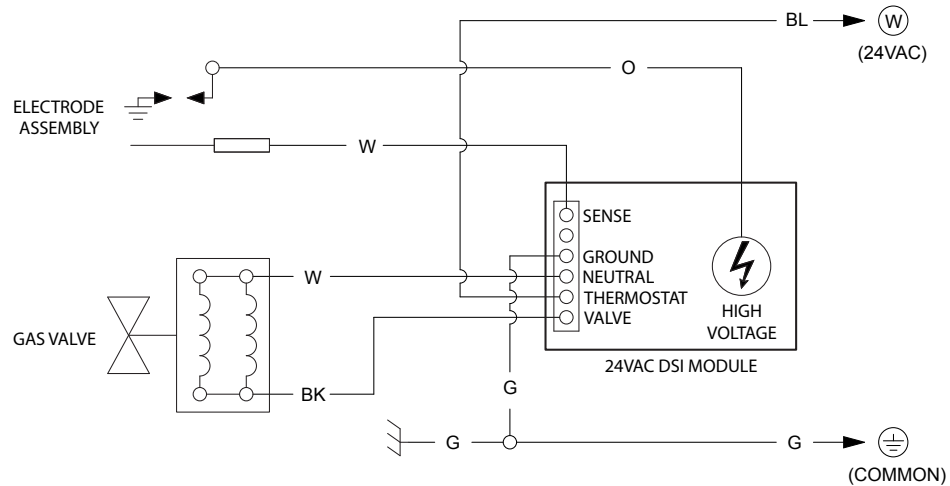 BL
W
(24VAC)
O
ELECTRODE
ASSEMBLY
W
SENSE
GROUND
NEUTRAL
THERMOSTAT
VALVE
HIGH
VOLTAGE
W
GAS VALVE
24VAC DSI MODULE
BK
G
G
G
(COMMON)